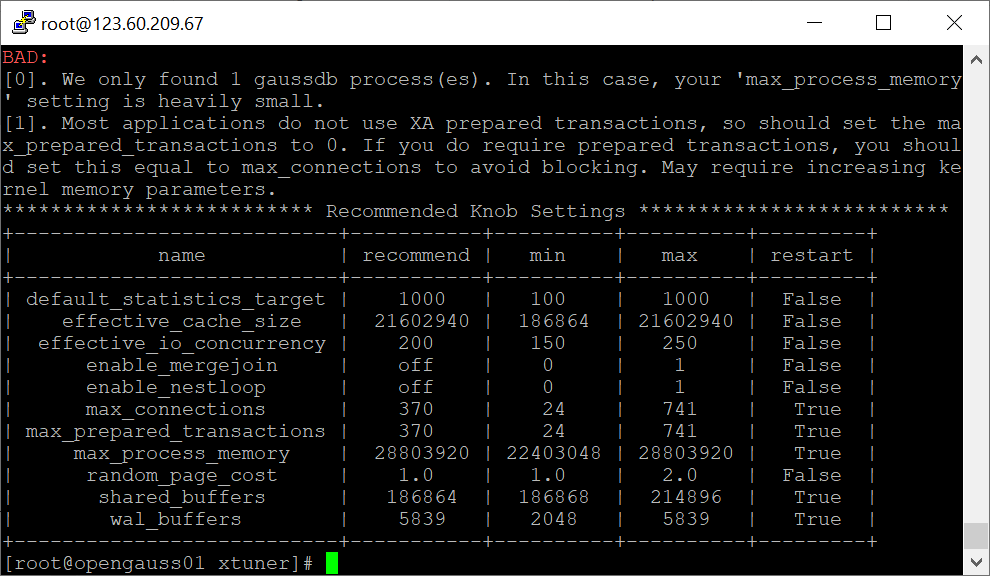 root@123.60.209.67
BAD:
[0]. We only found 1 gaussdb process(es). In this case, your 'max_process_memory
' setting is heavily small.
[1]. Most applications do not use XA prepared transactions, so should set the ma
x_prepared_transactions to 0. If you do require prepared transactions, you shoul
d set this equal to max_connections to avoid blocking. May require increasing ke
rnel memory parameters.
************************** Recommended Knob Settings **************************
+---------------------------+-----------+----------+----------+---------+
|            name           | recommend |   min    |   max    | restart |
+---------------------------+-----------+----------+----------+---------+
| default_statistics_target |    1000   |   100    |   1000   |  False  |
|    effective_cache_size   |  21602940 |  186864  | 21602940 |  False  |
|  effective_io_concurrency |    200    |   150    |   250    |  False  |
|      enable_mergejoin     |    off    |    0     |    1     |  False  |
|      enable_nestloop      |    off    |    0     |    1     |  False  |
|      max_connections      |    370    |    24    |   741    |   True  |
| max_prepared_transactions |    370    |    24    |   741    |   True  |
|     max_process_memory    |  28803920 | 22403048 | 28803920 |   True  |
|      random_page_cost     |    1.0    |   1.0    |   2.0    |  False  |
|       shared_buffers      |   186864  |  186868  |  214896  |   True  |
|        wal_buffers        |    5839   |   2048   |   5839   |   True  |
+---------------------------+-----------+----------+----------+---------+
[root@opengauss01 xtuner]#